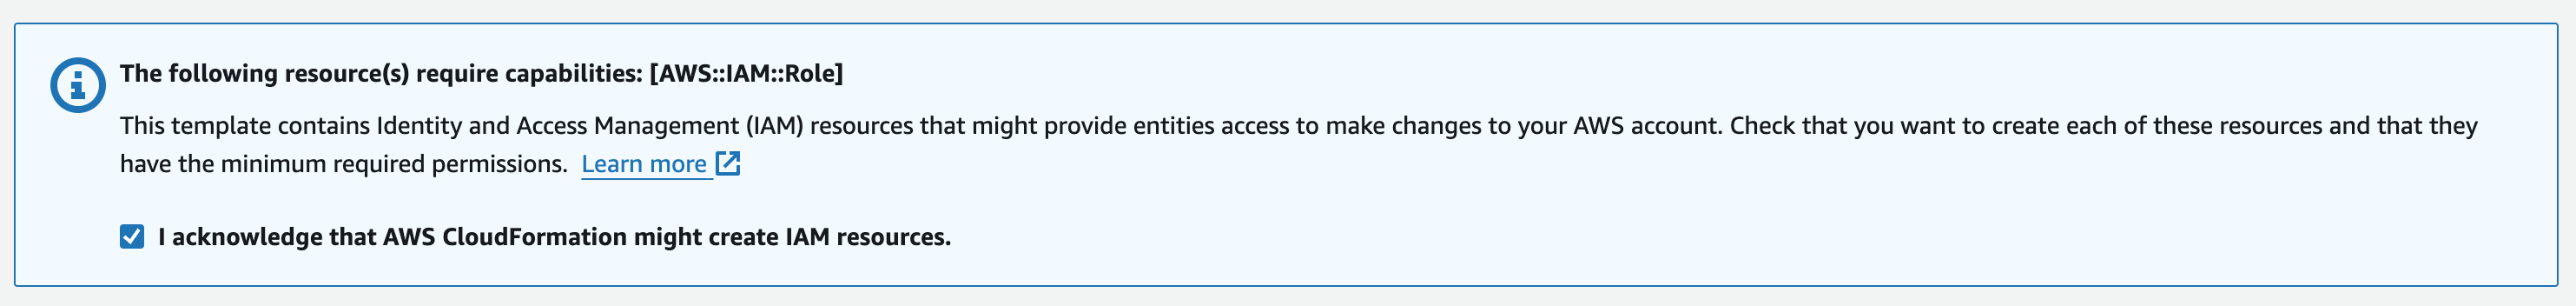 The following resource(s) require capabilities: [AWS::IAM::Role]
This template contains Identity and Access Management (IAM) resources that might provide entities access to make changes to your AWS account. Check that you want to create each of these resources and that they
have the minimum required permissions. Learn more
I acknowledge that AWS CloudFormation might create IAM resources.